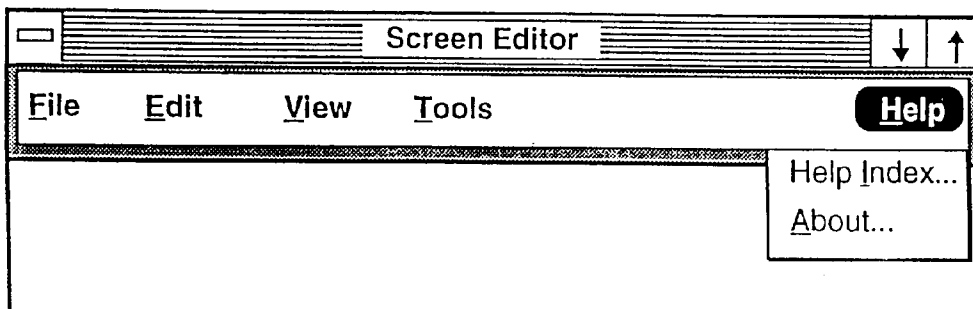 Screen Editor
File Edit View Tools Help
Help Index...
About...